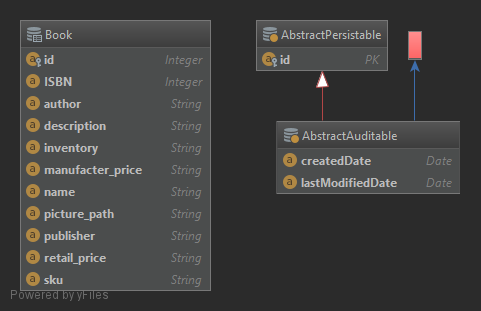 Book
id Integer
ISBN Integer
author String
description String
inventory String
manufacter_price String
name String
picture_path String
publisher String
retail_price String
sku String
AbstractPersistable
id PK
AbstractAuditable
createdDate Date
lastModifiedDate Date
Powered by yFiles